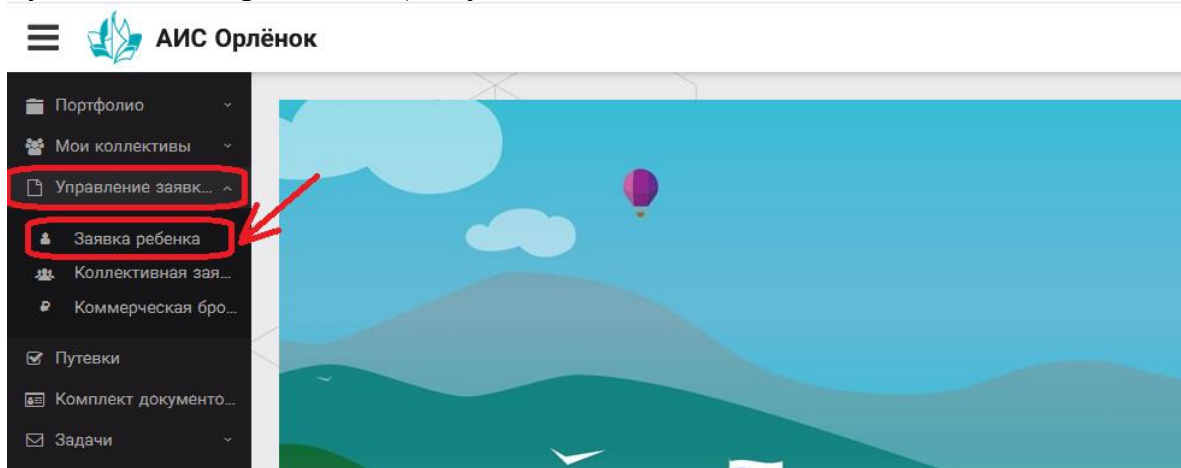 АИС Орлёнок
Портфолио
Мои коллективы
Управление заявк...
Заявка ребенка
Коллективная зая...
Коммерческая бро...
Путевки
Комплект документо...
Задачи